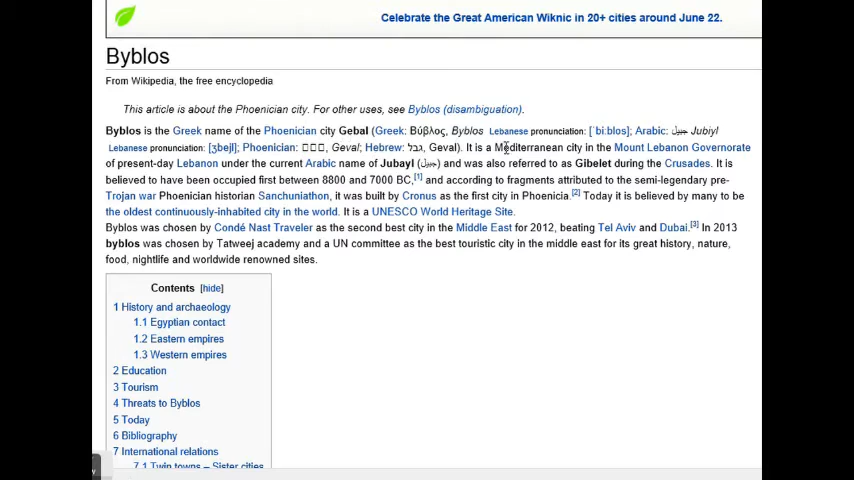 Celebrate the Great American Wiknic in 20+ cities around June 22.
Byblos
From Wikipedia, the free encyclopedia
This article is about the Phoenician city. For other uses, see Byblos (disambiguation).
Byblos is the Greek name of the Phoenician city Gebal (Greek: Βύβλος, Byblos Lebanese pronunciation: [ˈbiːblos]; Arabic: جبيل Jubiyl
Lebanese pronunciation: [ʒbejl]; Phoenician: □□□, Geval; Hebrew: גבל, Geval). It is a Mediterranean city in the Mount Lebanon Governorate
of present-day Lebanon under the current Arabic name of Jubayl (جبيل) and was also referred to as Gibelet during the Crusades. It is
believed to have been occupied first between 8800 and 7000 BC,[1] and according to fragments attributed to the semi-legendary pre-
Trojan war Phoenician historian Sanchuniathon, it was built by Cronus as the first city in Phoenicia.[2] Today it is believed by many to be
the oldest continuously-inhabited city in the world. It is a UNESCO World Heritage Site.
Byblos was chosen by Condé Nast Traveler as the second best city in the Middle East for 2012, beating Tel Aviv and Dubai.[3] In 2013
byblos was chosen by Tatweej academy and a UN committee as the best touristic city in the middle east for its great history, nature,
food, nightlife and worldwide renowned sites.
Contents [hide]
1 History and archaeology
1.1 Egyptian contact
1.2 Eastern empires
1.3 Western empires
2 Education
3 Tourism
4 Threats to Byblos
5 Today
6 Bibliography
7 International relations
7.1 Twin towns – Sister cities